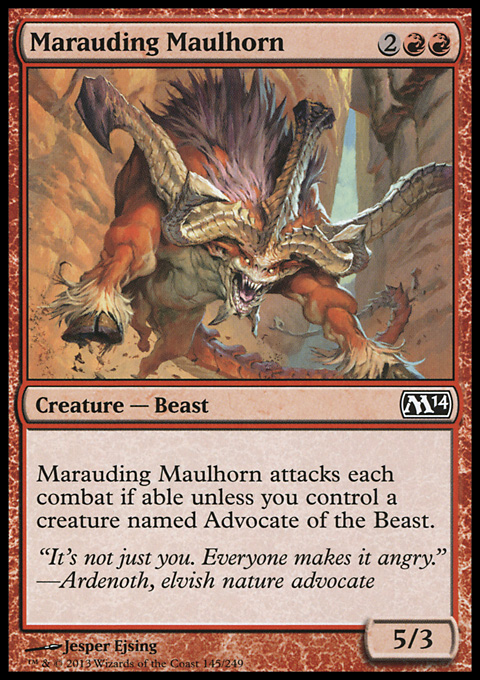 Marauding Maulhorn 2
Creature — Beast M14
Marauding Maulhorn attacks each
combat if able unless you control a
creature named Advocate of the Beast.
“It’s not just you. Everyone makes it angry.”
—Ardenoth, elvish nature advocate
Jesper Ejsing
5/3
™ & © 2013 Wizards of the Coast 145/249